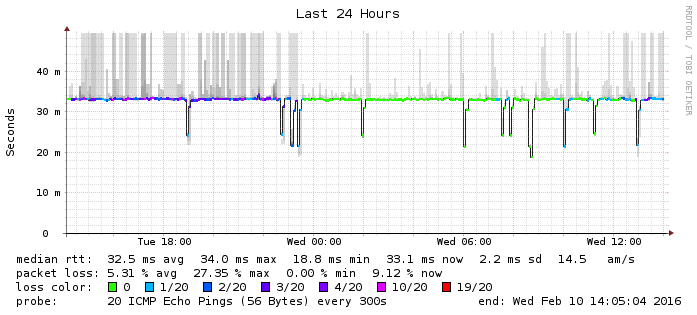 Last 24 Hours
RRDTOOL / TOBI OETIKER
Seconds
40 m
30 m
20 m
10 m
0
Tue 18:00 Wed 00:00 Wed 06:00 Wed 12:00
median rtt: 32.5 ms avg 34.0 ms max 18.8 ms min 33.1 ms now 2.2 ms sd 14.5 am/s
packet loss: 5.31 % avg 27.35 % max 0.00 % min 9.12 % now
loss color: 0 1/20 2/20 3/20 4/20 10/20 19/20
probe: 20 ICMP Echo Pings (56 Bytes) every 300s end: Wed Feb 10 14:05:04 2016